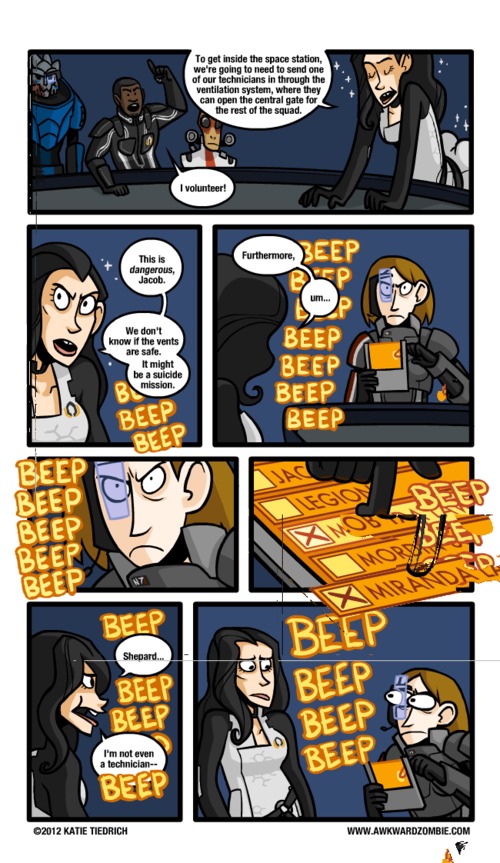 To get inside the space station,
we're going to need to send one
of our technicians in through the
ventilation system, where they
can open the central gate for
the rest of the squad.
I volunteer!
This is
dangerous,
Jacob.
We don't
know if the vents
are safe.
It might
be a suicide
mission.
BEEP
BEEP
Furthermore,
um...
BEEP
BEEP
BEEP
BEEP
BEEP
BEEP
BEEP
BEEP
BEEP
BEEP
BEEP
BEEP
N7
LEGION
MIRANDA
BEEP
BEEP
Shepard...
BEEP
BEEP
I'm not even
a technician--
BEEP
BEEP
BEEP
BEEP
BEEP
©2012 KATIE TIEDRICH
WWW.AWKWARDZOMBIE.COM